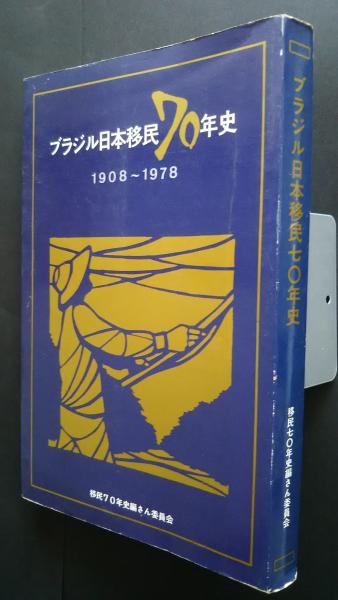 ブラジル日本移民70年史
1908~1978
移民70年史編さん委員会
ブラジル日本移民七〇年史
移民七〇年史編さん委員会